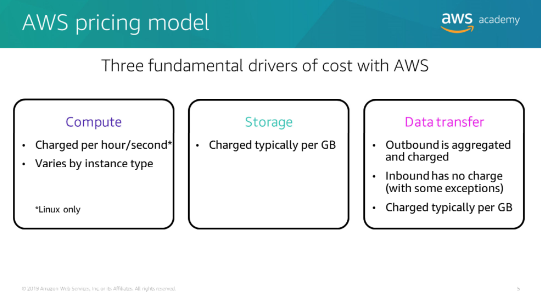 AWS pricing model
aws academy
Three fundamental drivers of cost with AWS
Compute
• Charged per hour/second*
• Varies by instance type
*Linux only
Storage
• Charged typically per GB
Data transfer
• Outbound is aggregated
and charged
• Inbound has no charge
(with some exceptions)
• Charged typically per GB
© 2019 Amazon Web Services, Inc. or its Affiliates. All rights reserved.